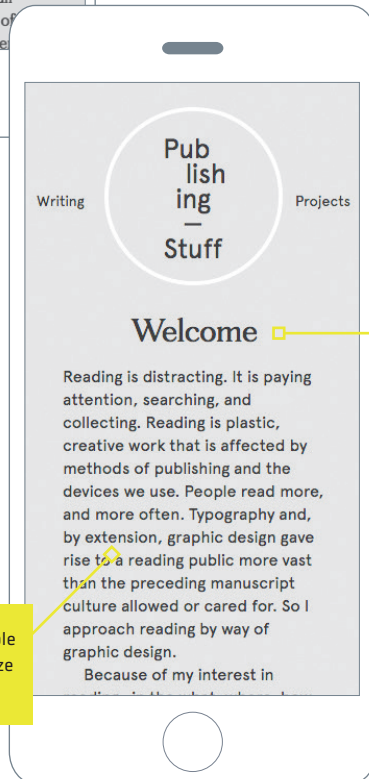 of
Pub
lish
ing
—
Stuff
Writing
Projects
Welcome
Reading is distracting. It is paying
attention, searching, and
collecting. Reading is plastic,
creative work that is affected by
methods of publishing and the
devices we use. People read more,
and more often. Typography and,
by extension, graphic design gave
rise to a reading public more vast
than the preceding manuscript
culture allowed or cared for. So I
approach reading by way of
graphic design.
Because of my interest in